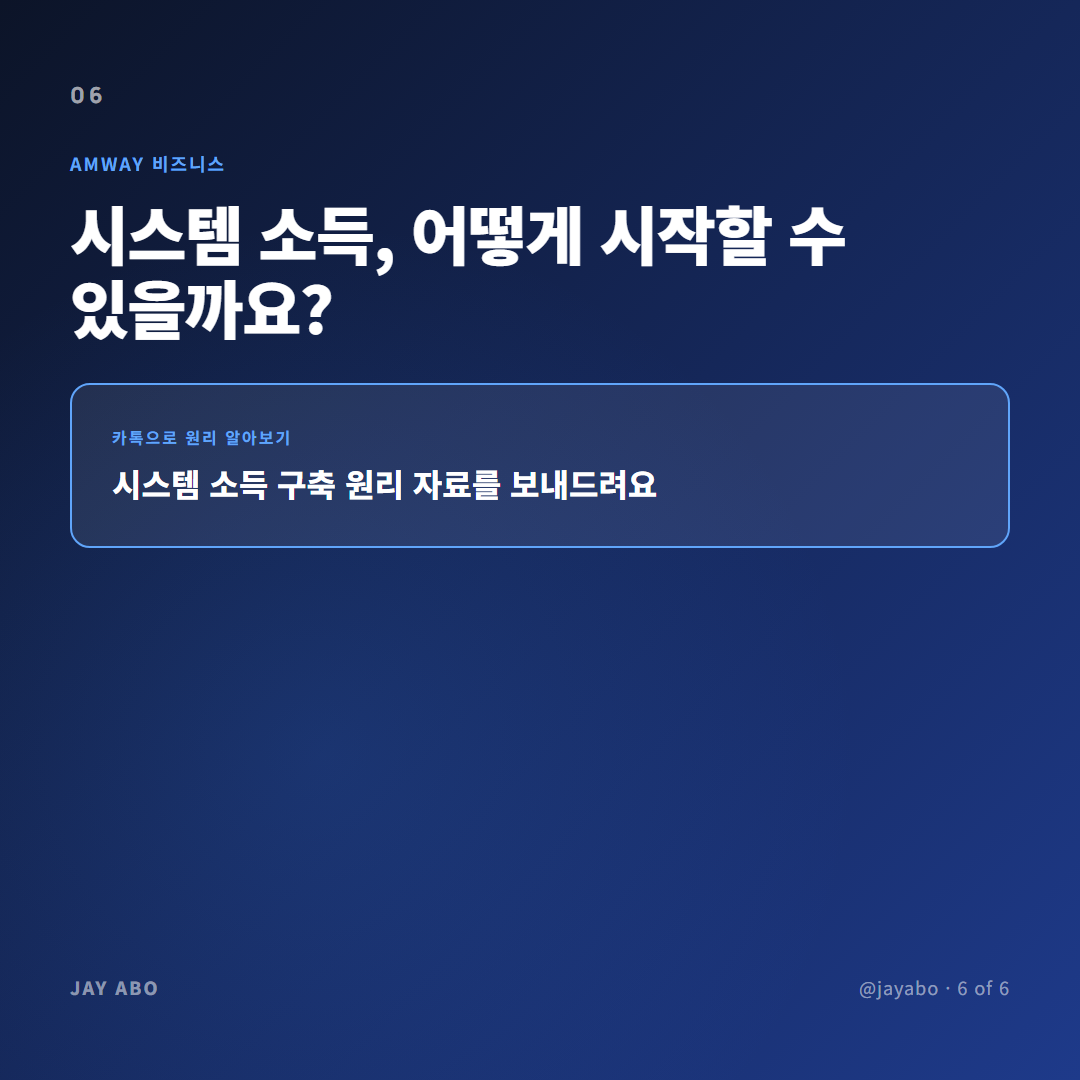 06
AMWAY 비즈니스
시스템 소득, 어떻게 시작할 수
있을까요?
카톡으로 원리 알아보기
시스템 소득 구축 원리 자료를 보내드려요
JAY ABO
@jayabo · 6 of 6